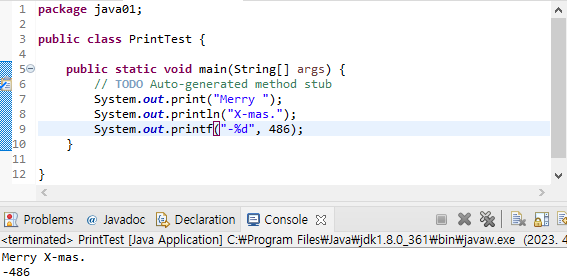 1 package java01;
2
3 public class PrintTest {
4
5 public static void main(String[] args) {
6 // TODO Auto-generated method stub
7 System.out.print("Merry ");
8 System.out.println("X-mas.");
9 System.out.printf("-%d", 486);
10 }
11
12 }
Problems @ Javadoc Declaration Console
<terminated> PrintTest [Java Application] C:₩Program Files₩Java₩jdk1.8.0_361₩bin₩javaw.exe (2023. 4
Merry X-mas.
-486